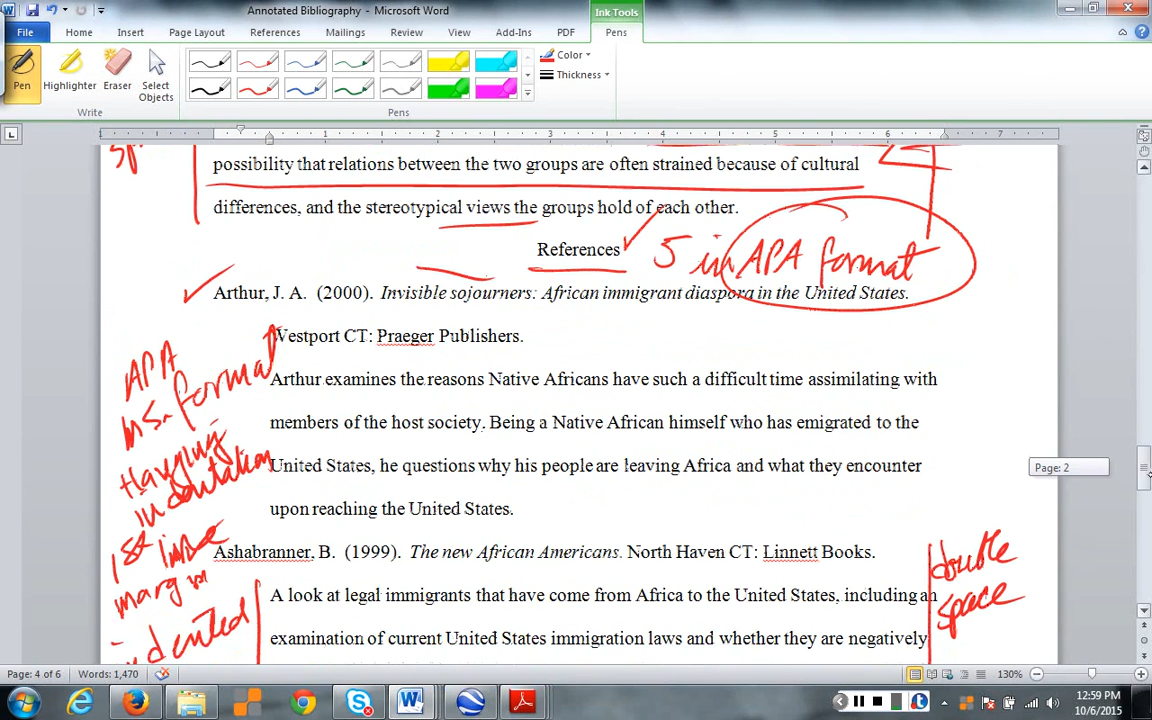 Annotated Bibliography - Microsoft Word
Ink Tools
File Home Insert Page Layout References Mailings Review View Add-Ins PDF Pens
Pen Highlighter Eraser Select Objects
Color
Thickness
Write
Pens
1 1 2 3 4 5 6 7
Sp
possibility that relations between the two groups are often strained because of cultural
differences, and the stereotypical views the groups hold of each other.
References
5 in APA format
Arthur, J. A. (2000). Invisible sojourners: African immigrant diaspora in the United States.
Westport CT: Praeger Publishers.
Arthur examines the reasons Native Africans have such a difficult time assimilating with
members of the host society. Being a Native African himself who has emigrated to the
United States, he questions why his people are leaving Africa and what they encounter
upon reaching the United States.
APA
ms. format
Hanging
indentation
1st line
margin
indented
Ashabranner, B. (1999). The new African Americans. North Haven CT: Linnett Books.
A look at legal immigrants that have come from Africa to the United States, including an
examination of current United States immigration laws and whether they are negatively
double
space
Page: 2
Page: 4 of 6 Words: 1,470 130%
12:59 PM
10/6/2015